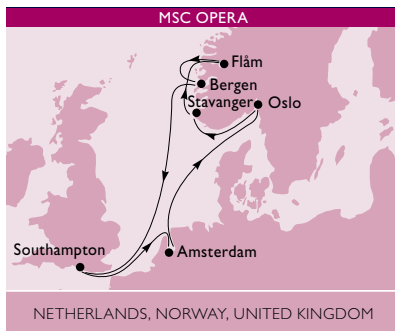 MSC OPERA
Flåm
Bergen
Stavanger
Oslo
Southampton
Amsterdam
NETHERLANDS, NORWAY, UNITED KINGDOM